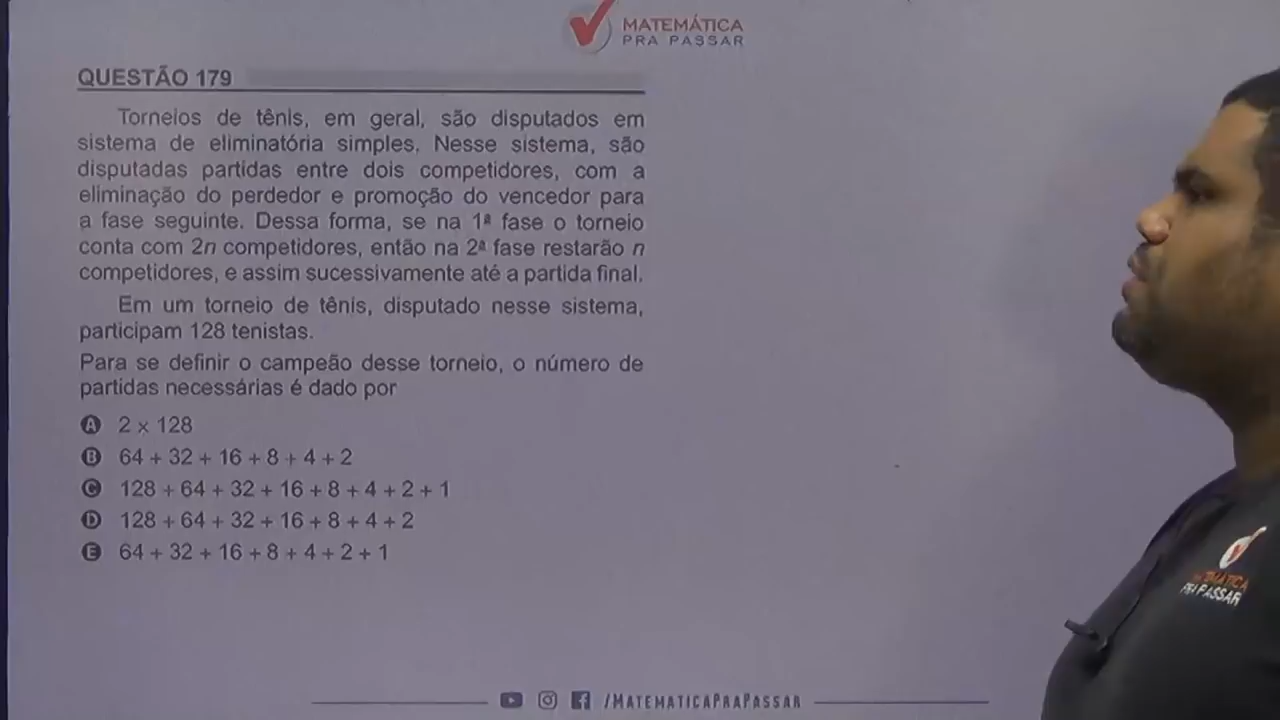 MATEMÁTICA
PRA PASSAR
QUESTÃO 179
Torneios de tênis, em geral, são disputados em
sistema de eliminatória simples. Nesse sistema, são
disputadas partidas entre dois competidores, com a
eliminação do perdedor e promoção do vencedor para
a fase seguinte. Dessa forma, se na 1ª fase o torneio
conta com 2n competidores, então na 2ª fase restarão n
competidores, e assim sucessivamente até a partida final.
Em um torneio de tênis, disputado nesse sistema,
participam 128 tenistas.
Para se definir o campeão desse torneio, o número de
partidas necessárias é dado por
A 2 × 128
B 64 + 32 + 16 + 8 + 4 + 2
C 128 + 64 + 32 + 16 + 8 + 4 + 2 + 1
D 128 + 64 + 32 + 16 + 8 + 4 + 2
E 64 + 32 + 16 + 8 + 4 + 2 + 1
MATEMÁTICA
PRA PASSAR
/MATEMATICAPRAPASSAR